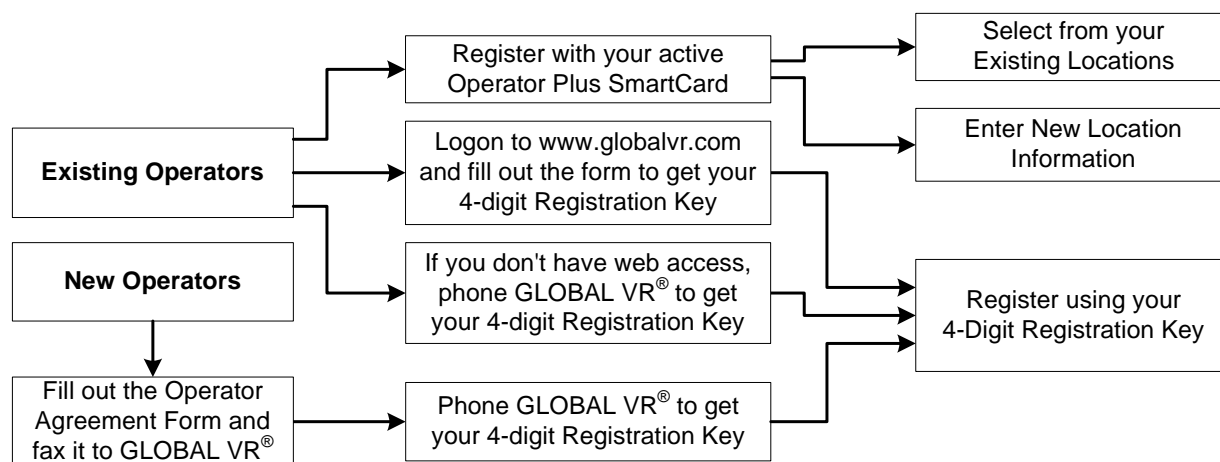 Existing Operators
Register with your active
Operator Plus SmartCard
Select from your
Existing Locations
Enter New Location
Information
Logon to www.globalvr.com
and fill out the form to get your
4-digit Registration Key
If you don't have web access,
phone GLOBAL VR® to get
your 4-digit Registration Key
New Operators
Fill out the Operator
Agreement Form and
fax it to GLOBAL VR®
Phone GLOBAL VR® to get
your 4-digit Registration Key
Register using your
4-Digit Registration Key